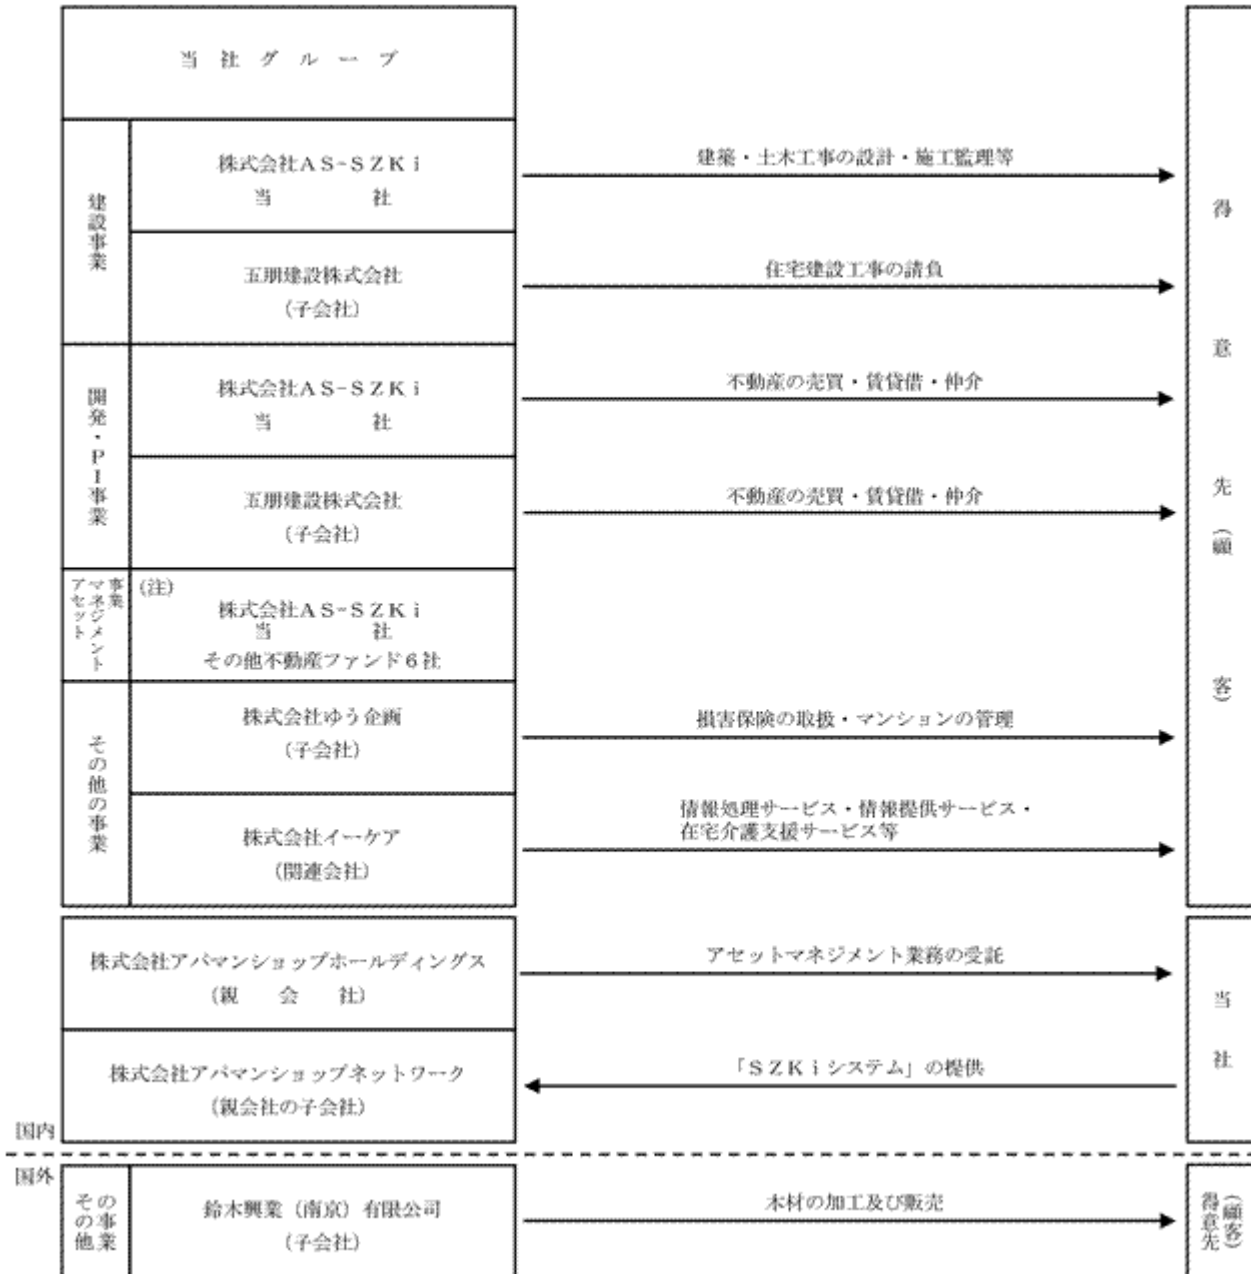 当社グループ
建設事業
株式会社AS-SZKi
当社
建築・土木工事の設計・施工監理等
五朋建設株式会社
(子会社)
住宅建設工事の請負
開発・PI事業
株式会社AS-SZKi
当社
不動産の売買・賃貸借・仲介
五朋建設株式会社
(子会社)
不動産の売買・賃貸借・仲介
アセット
マネジメント
事業
(注)
株式会社AS-SZKi
当社
その他不動産ファンド6社
その他の事業
株式会社ゆう企画
(子会社)
損害保険の取扱・マンションの管理
株式会社イーケア
(関連会社)
情報処理サービス・情報提供サービス・
在宅介護支援サービス等
得意先(顧客)
株式会社アパマンショップホールディングス
(親会社)
アセットマネジメント業務の受託
株式会社アパマンショップネットワーク
(親会社の子会社)
「SZKiシステム」の提供
当社
国内
国外
その他
の事業
鈴木興業(南京)有限公司
(子会社)
木材の加工及び販売
得意先
(顧客)